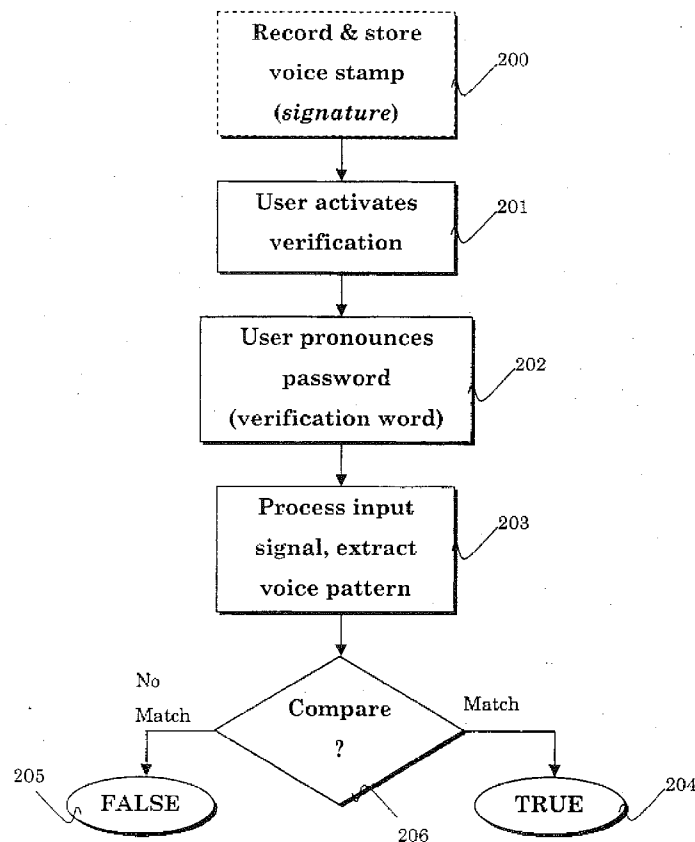 Record & store
voice stamp
(signature)
200
User activates
verification
201
User pronounces
password
(verification word)
202
Process input
signal, extract
voice pattern
203
No
Match
Compare
?
Match
205
FALSE
206
TRUE
204